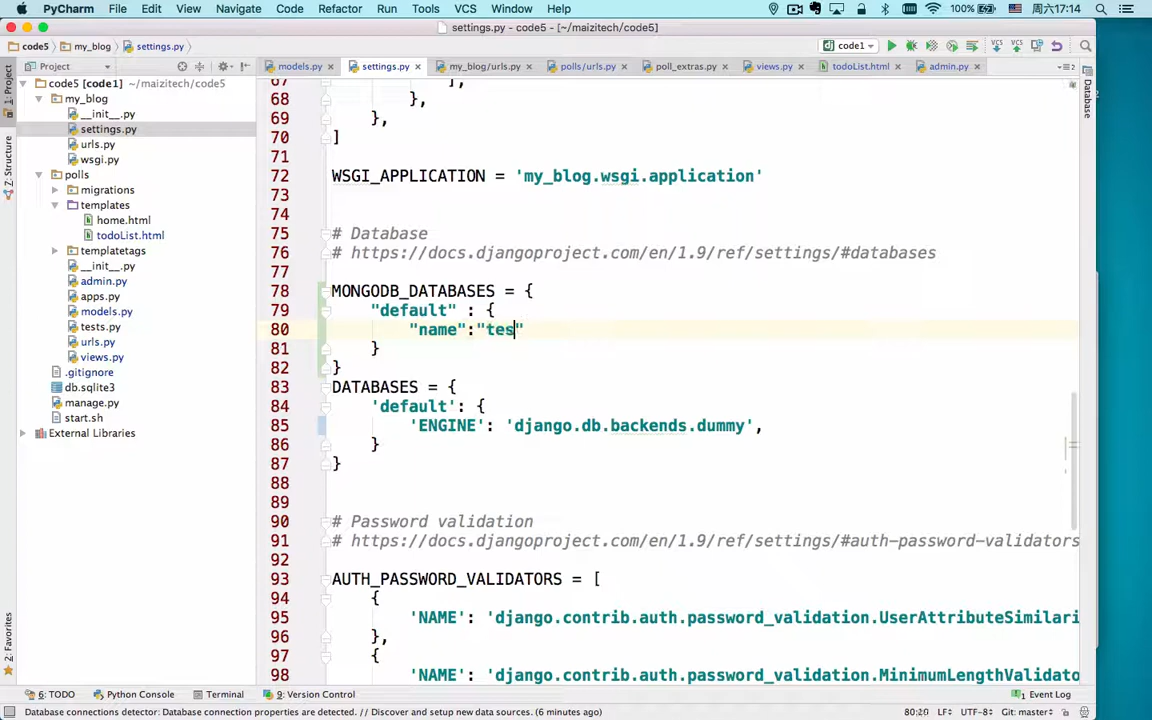 PyCharm File Edit View Navigate Code Refactor Run Tools VCS Window Help 100% 周六17:14
settings.py - code5 - [~/maizitech/code5]
code5 my_blog settings.py code1
Project models.py settings.py my_blog/urls.py polls/urls.py poll_extras.py views.py todoList.html admin.py
1: Project
Z: Structure
2: Favorites
Database
code5 [code1] ~/maizitech/code5
my_blog
__init__.py
settings.py
urls.py
wsgi.py
polls
migrations
templates
home.html
todoList.html
templatetags
__init__.py
admin.py
apps.py
models.py
tests.py
urls.py
views.py
.gitignore
db.sqlite3
manage.py
start.sh
External Libraries
67 ],
68 },
69 },
70 ]
71
72 WSGI_APPLICATION = 'my_blog.wsgi.application'
73
74
75 # Database
76 # https://docs.djangoproject.com/en/1.9/ref/settings/#databases
77
78 MONGODB_DATABASES = {
79 "default" : {
80 "name":"tes"
81 }
82 }
83 DATABASES = {
84 'default': {
85 'ENGINE': 'django.db.backends.dummy',
86 }
87 }
88
89
90 # Password validation
91 # https://docs.djangoproject.com/en/1.9/ref/settings/#auth-password-validators
92
93 AUTH_PASSWORD_VALIDATORS = [
94 {
95 'NAME': 'django.contrib.auth.password_validation.UserAttributeSimilari
96 },
97 {
98 'NAME': 'django.contrib.auth.password_validation.MinimumLengthValidato
6: TODO Python Console Terminal 9: Version Control 1 Event Log
Database connections detector: Database connection properties are detected. // Discover and setup new data sources. (6 minutes ago) 80:20 LF÷ UTF-8÷ Git: master÷